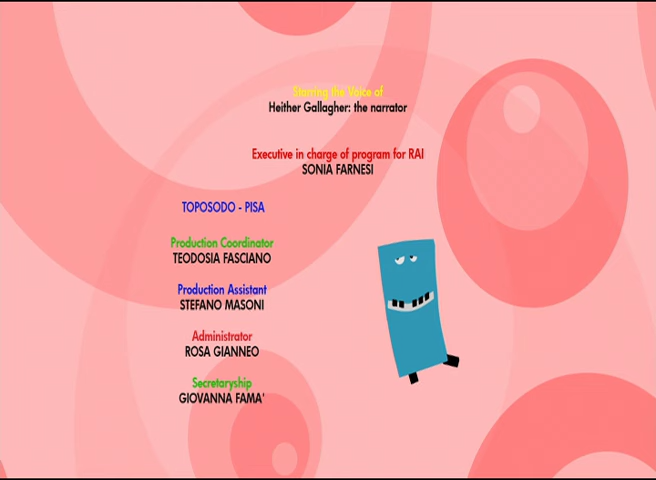 Starring the Voice of
Heither Gallagher: the narrator
Executive in charge of program for RAI
SONIA FARNESI
TOPOSODO - PISA
Production Coordinator
TEODOSIA FASCIANO
Production Assistant
STEFANO MASONI
Administrator
ROSA GIANNEO
Secretaryship
GIOVANNA FAMA'